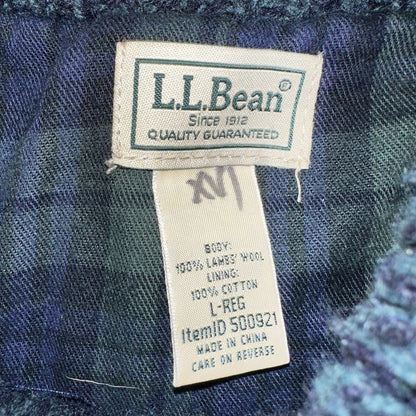 L.L.Bean®
Since 1912
QUALITY GUARANTEED
BODY:
100% LAMBS' WOOL
LINING:
100% COTTON
L-REG
ItemID 500921
MADE IN CHINA
CARE ON REVERSE